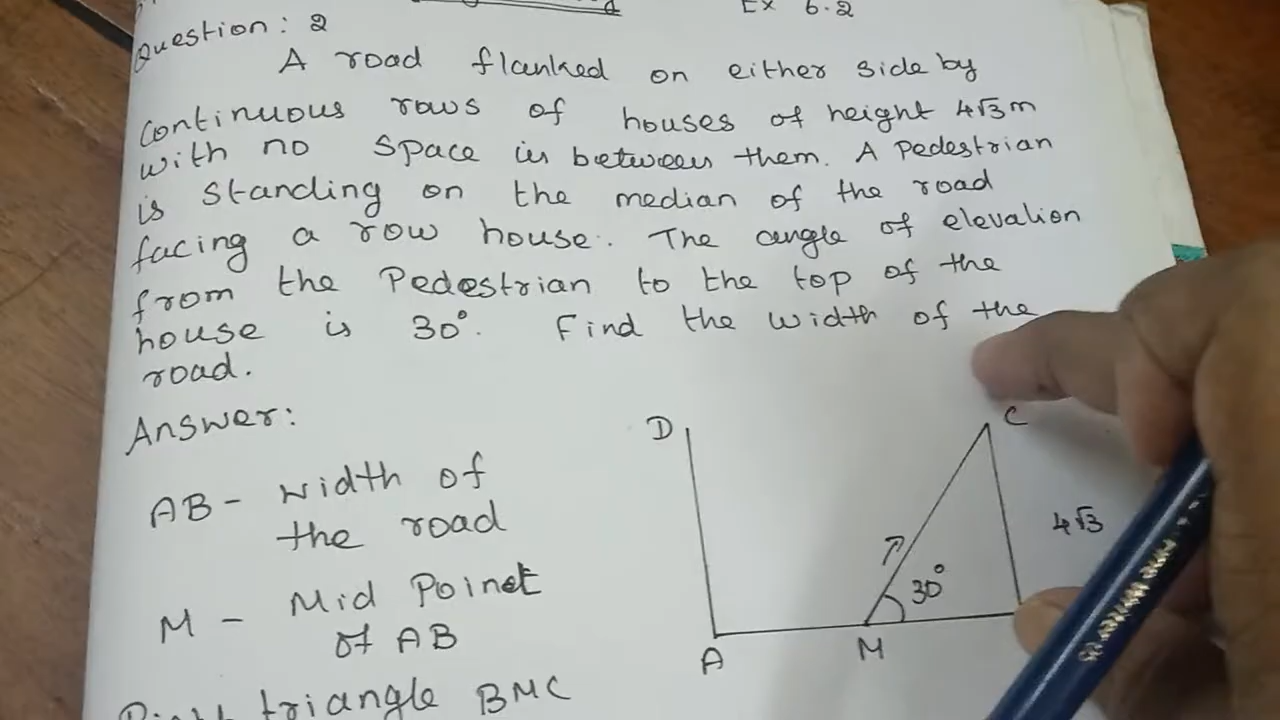 Ex 6.2
Question: 2
A road flanked on either side by
continuous rows of houses of height 4√3 m
with no space in between them. A Pedestrian
is standing on the median of the road
facing a row house. The angle of elevation
from the Pedestrian to the top of the
house is 30°. Find the width of the
road.
Answer:
AB - width of
the road
M - Mid Point
of AB
Right triangle BMC
D
C
4√3
30°
A
M